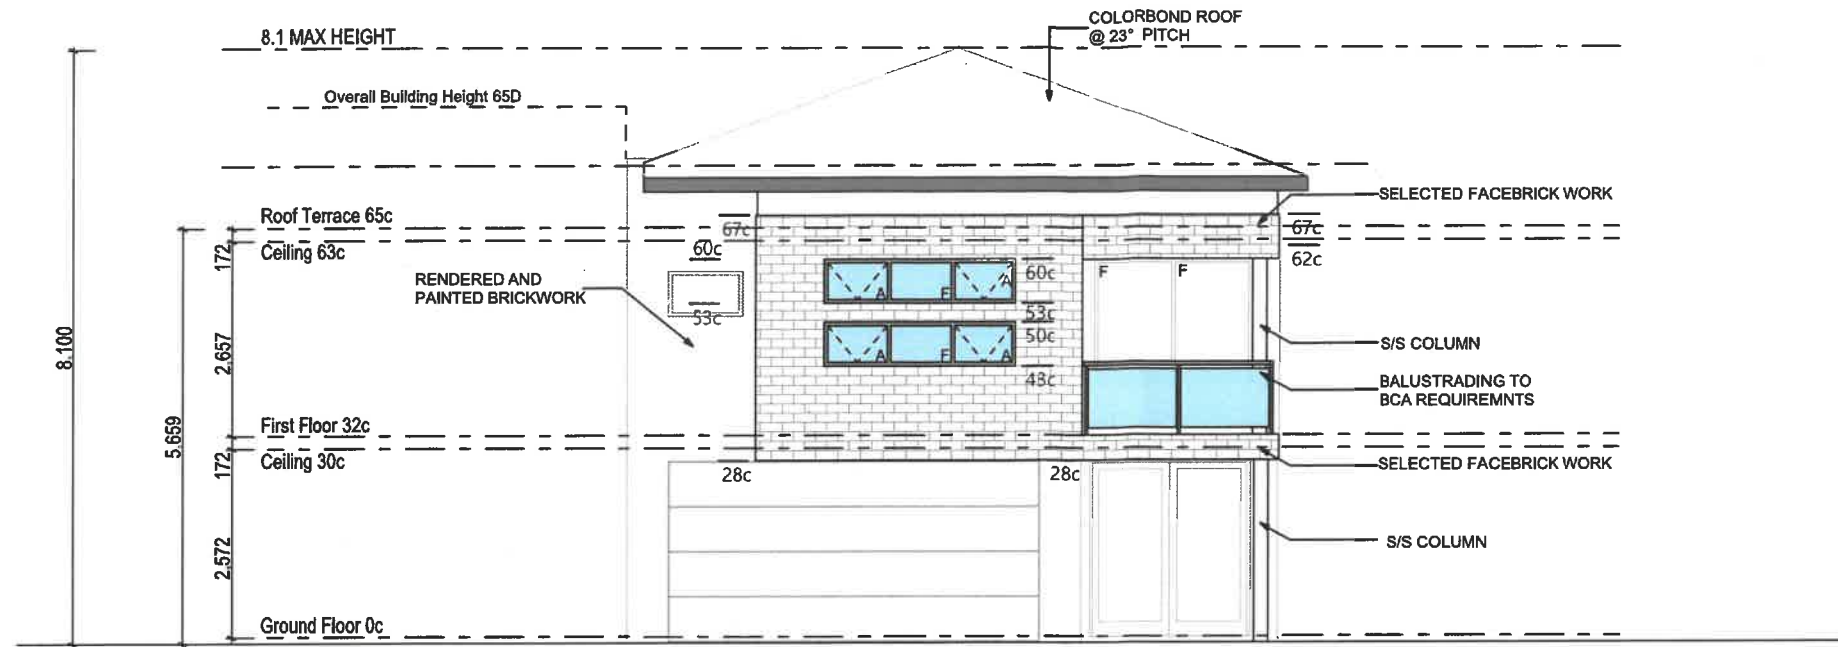 COLORBOND ROOF
@ 23° PITCH
8.1 MAX HEIGHT
Overall Building Height 65D
SELECTED FACEBRICK WORK
Roof Terrace 65c
67c
67c
172
Ceiling 63c
60c
62c
RENDERED AND
PAINTED BRICKWORK
60c
F
F
A
F
A
53c
53c
50c
S/S COLUMN
8.100
2,657
A
F
A
43c
BALUSTRADING TO
BCA REQUIREMNTS
First Floor 32c
5,659
172
Ceiling 30c
SELECTED FACEBRICK WORK
28c
28c
S/S COLUMN
2,572
Ground Floor 0c